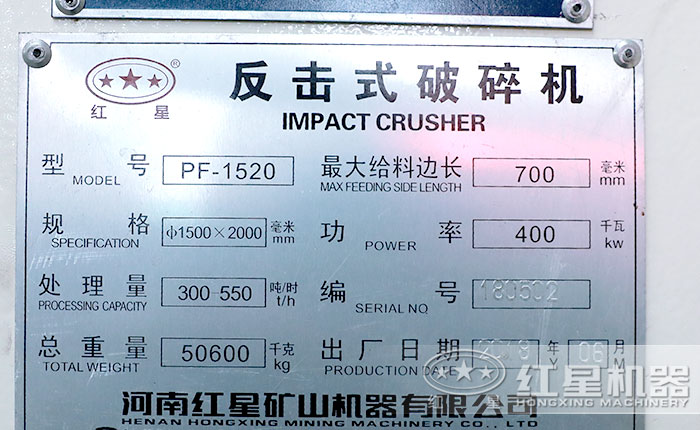 反击式破碎机
IMPACT CRUSHER
®
红 星
型 号 PF-1520 最大给料边长 700 毫米
MODEL MAX FEEDING SIDE LENGTH mm
规 格 ф1500×2000 毫米 功 率 400 千瓦
SPECIFICATION mm POWER kw
处理量 300-550 吨/时 编 号 180502
PROCESSING CAPACITY t/h SERIAL NO
总重量 50600 千克 出厂日期 年 06 月
TOTAL WEIGHT kg PRODUCTION DATE Y M
河南红星矿山机器有限公司
HENAN HONGXING MINING MACHINERY CO.,LTD
红星机器
HONGXING MACHINERY